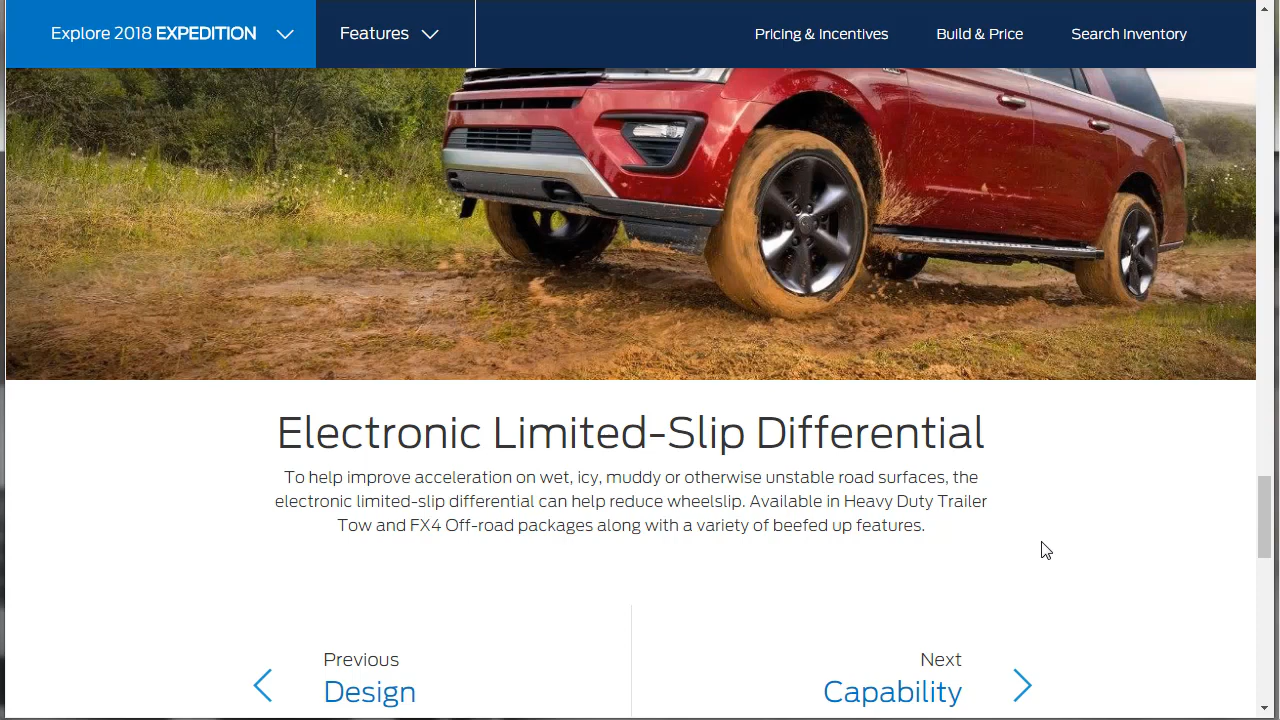 Explore 2018 EXPEDITION
Features
Pricing & Incentives
Build & Price
Search Inventory
Electronic Limited-Slip Differential
To help improve acceleration on wet, icy, muddy or otherwise unstable road surfaces, the
electronic limited-slip differential can help reduce wheelslip. Available in Heavy Duty Trailer
Tow and FX4 Off-road packages along with a variety of beefed up features.
Previous
Design
Next
Capability